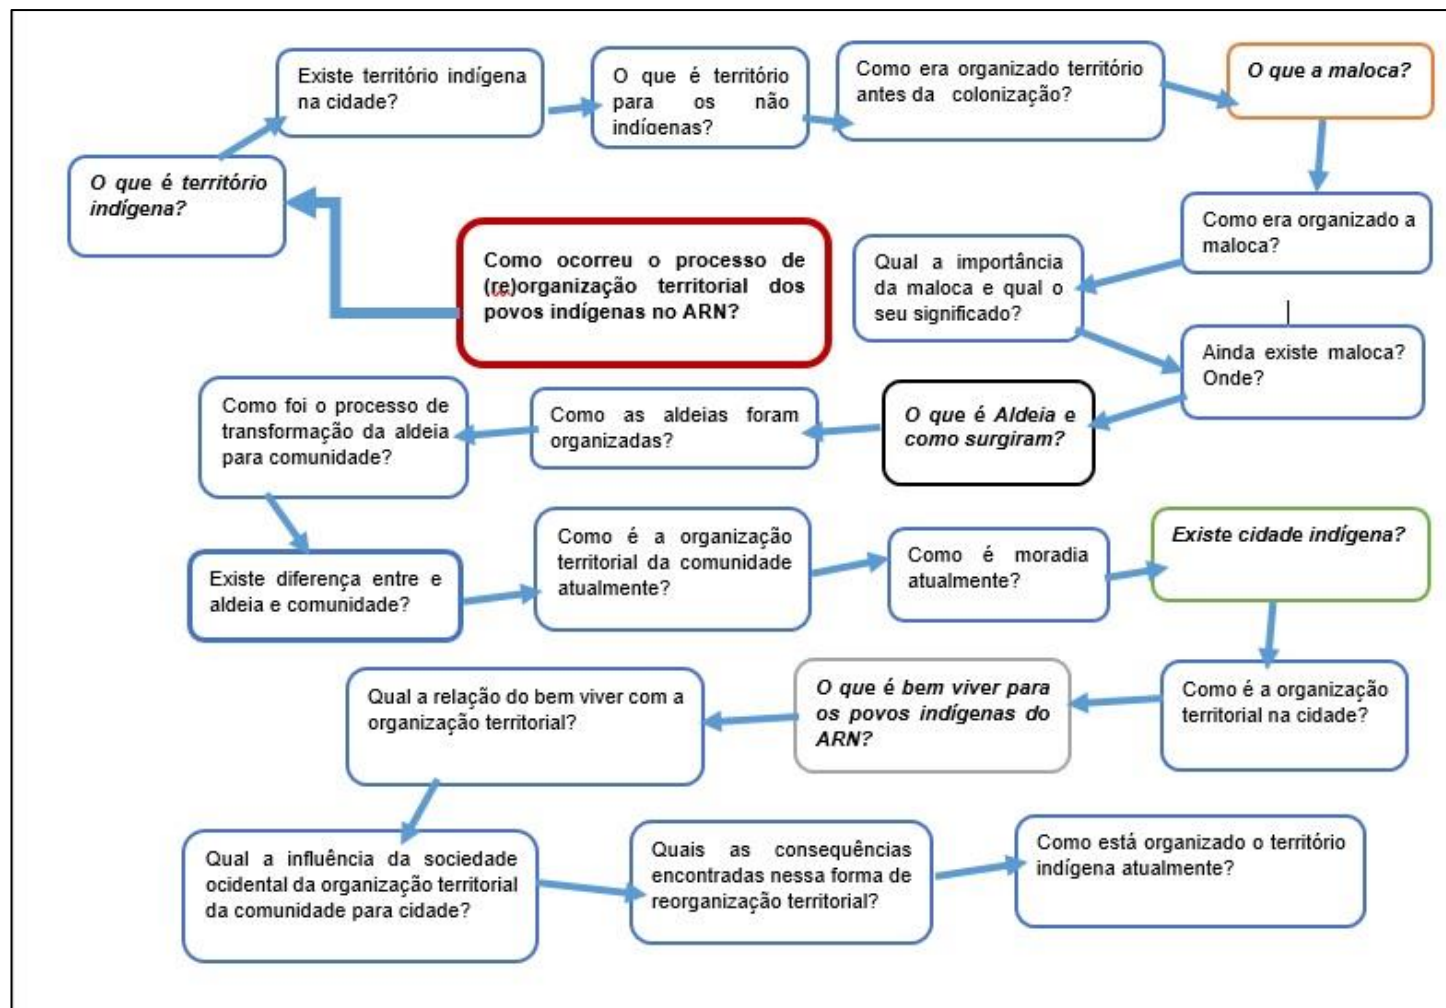 Existe território indígena
na cidade?
O que é território
para os não
indígenas?
Como era organizado território
antes da colonização?
O que a maloca?
O que é território
indígena?
Como ocorreu o processo de
(re)organização territorial dos
povos indígenas no ARN?
Como era organizado a
maloca?
Qual a importância
da maloca e qual o
seu significado?
Ainda existe maloca?
Onde?
O que é Aldeia e
como surgiram?
Como as aldeias foram
organizadas?
Como foi o processo de
transformação da aldeia
para comunidade?
Existe diferença entre e
aldeia e comunidade?
Como é a organização
territorial da comunidade
atualmente?
Como é moradia
atualmente?
Existe cidade indígena?
Como é a organização
territorial na cidade?
O que é bem viver para
os povos indígenas do
ARN?
Qual a relação do bem viver com a
organização territorial?
Qual a influência da sociedade
ocidental da organização territorial
da comunidade para cidade?
Quais as consequências
encontradas nessa forma de
reorganização territorial?
Como está organizado o território
indígena atualmente?